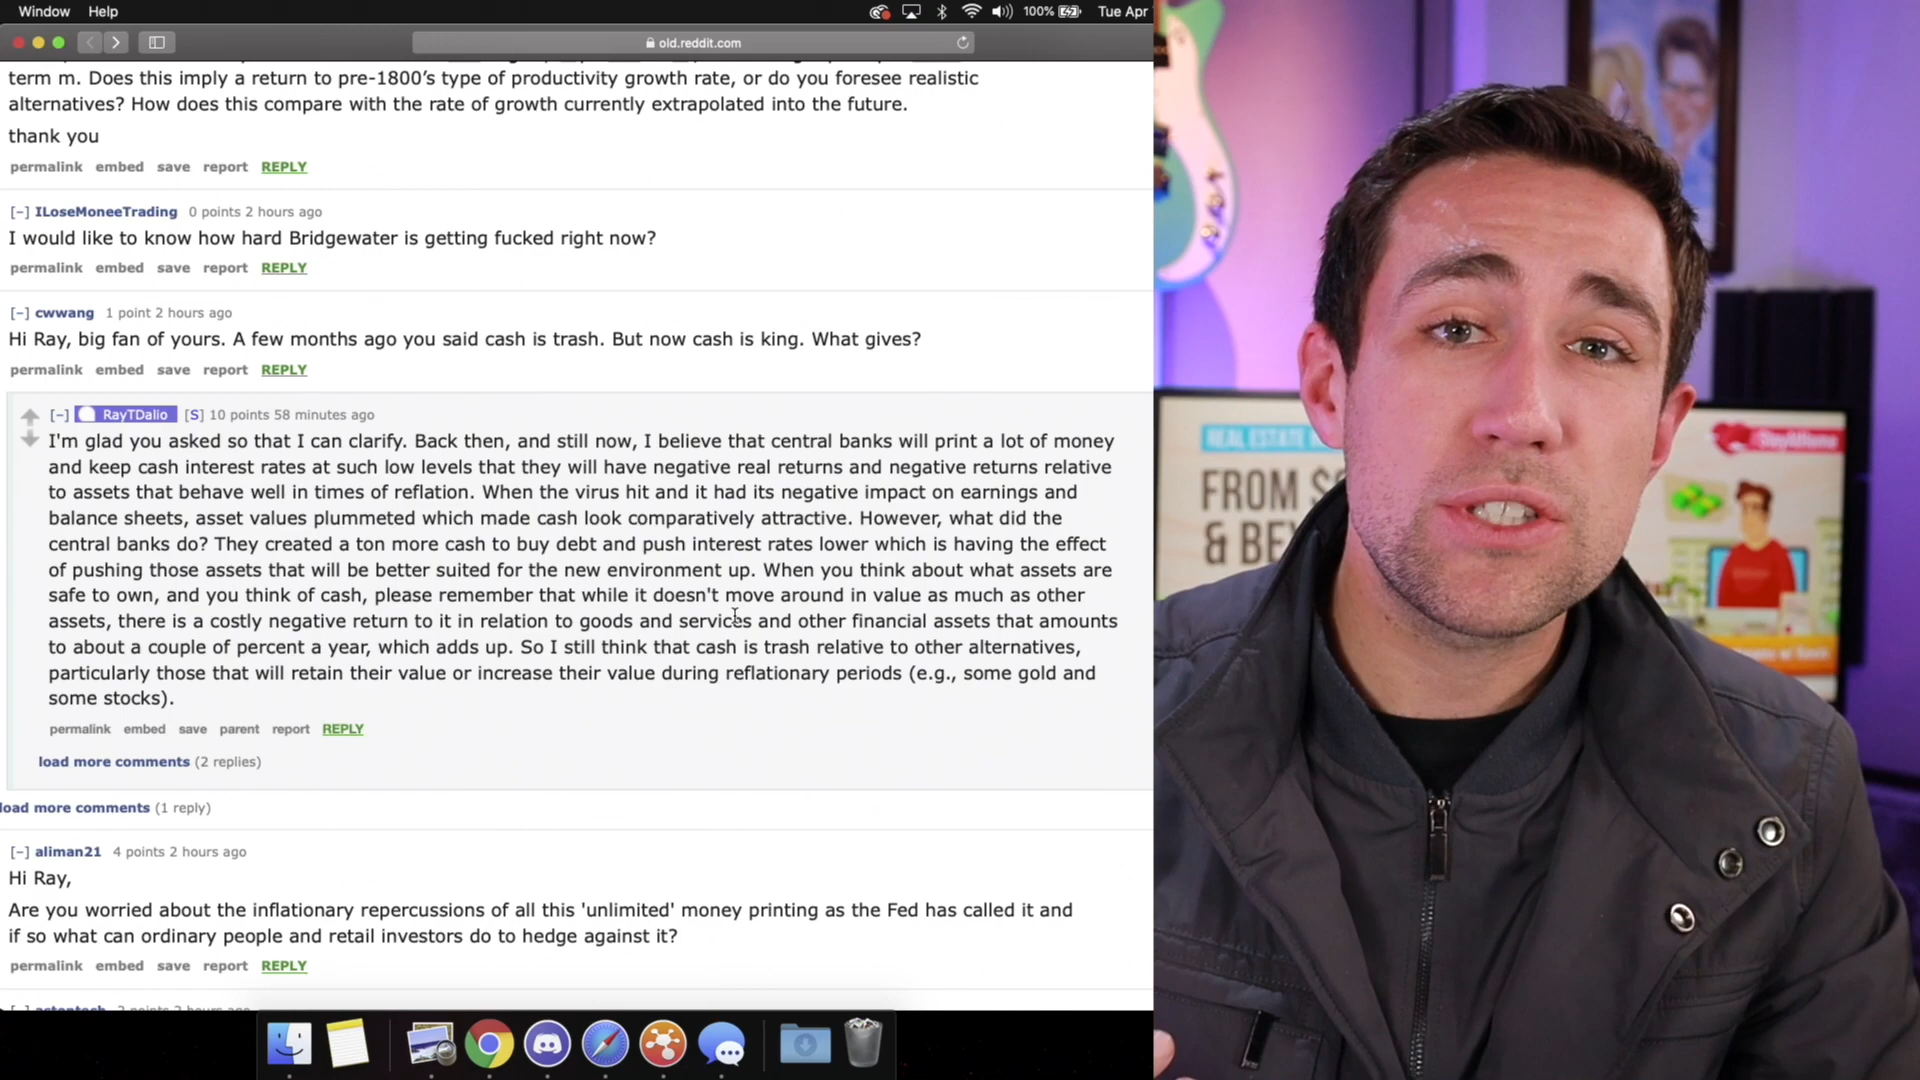 Window Help
100% Tue Apr
old.reddit.com
term m. Does this imply a return to pre-1800’s type of productivity growth rate, or do you foresee realistic
alternatives? How does this compare with the rate of growth currently extrapolated into the future.
thank you
permalink embed save report REPLY
[–] ILoseMoneeTrading 0 points 2 hours ago
I would like to know how hard Bridgewater is getting fucked right now?
permalink embed save report REPLY
[–] cwwang 1 point 2 hours ago
Hi Ray, big fan of yours. A few months ago you said cash is trash. But now cash is king. What gives?
permalink embed save report REPLY
[–] RayTDalio [S] 10 points 58 minutes ago
I'm glad you asked so that I can clarify. Back then, and still now, I believe that central banks will print a lot of money
and keep cash interest rates at such low levels that they will have negative real returns and negative returns relative
to assets that behave well in times of reflation. When the virus hit and it had its negative impact on earnings and
balance sheets, asset values plummeted which made cash look comparatively attractive. However, what did the
central banks do? They created a ton more cash to buy debt and push interest rates lower which is having the effect
of pushing those assets that will be better suited for the new environment up. When you think about what assets are
safe to own, and you think of cash, please remember that while it doesn't move around in value as much as other
assets, there is a costly negative return to it in relation to goods and services and other financial assets that amounts
to about a couple of percent a year, which adds up. So I still think that cash is trash relative to other alternatives,
particularly those that will retain their value or increase their value during reflationary periods (e.g., some gold and
some stocks).
permalink embed save parent report REPLY
load more comments (2 replies)
load more comments (1 reply)
[–] aliman21 4 points 2 hours ago
Hi Ray,
Are you worried about the inflationary repercussions of all this 'unlimited' money printing as the Fed has called it and
if so what can ordinary people and retail investors do to hedge against it?
permalink embed save report REPLY
REAL ESTATE
FROM
& BE